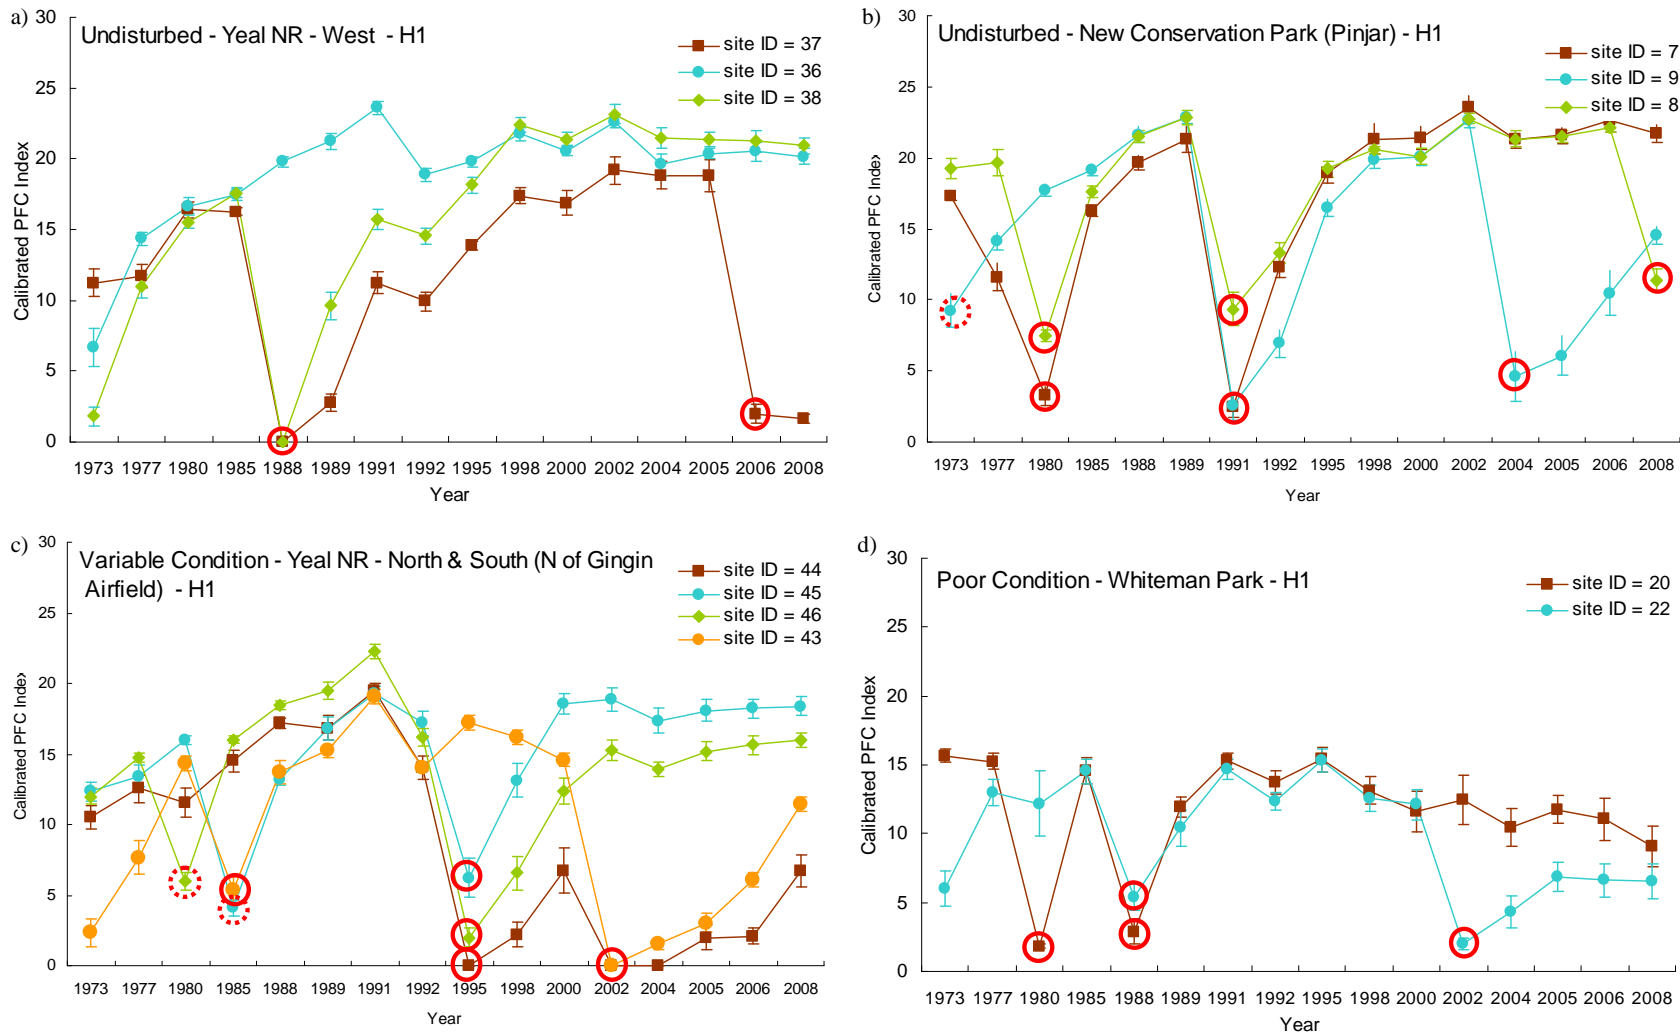 a)
Undisturbed - Yeal NR - West - H1
site ID = 37
site ID = 36
site ID = 38
Calibrated PFC Index
30
25
20
15
10
5
0
1973 1977 1980 1985 1988 1989 1991 1992 1995 1998 2000 2002 2004 2005 2006 2008
Year
b)
Undisturbed - New Conservation Park (Pinjar) - H1
site ID = 7
site ID = 9
site ID = 8
Calibrated PFC Index
30
25
20
15
10
5
0
1973 1977 1980 1985 1988 1989 1991 1992 1995 1998 2000 2002 2004 2005 2006 2008
Year
c)
Variable Condition - Yeal NR - North & South (N of Gingin
Airfield) - H1
site ID = 44
site ID = 45
site ID = 46
site ID = 43
Calibrated PFC Index
30
25
20
15
10
5
0
1973 1977 1980 1985 1988 1989 1991 1992 1995 1998 2000 2002 2004 2005 2006 2008
Year
d)
Poor Condition - Whiteman Park - H1
site ID = 20
site ID = 22
Calibrated PFC Index
30
25
20
15
10
5
0
1973 1977 1980 1985 1988 1989 1991 1992 1995 1998 2000 2002 2004 2005 2006 2008
Year